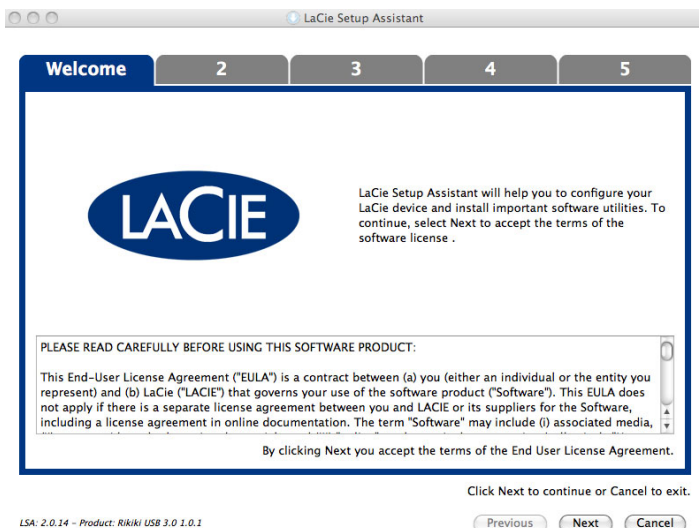 LaCie Setup Assistant
Welcome 2 3 4 5
LACIE
LaCie Setup Assistant will help you to configure your
LaCie device and install important software utilities. To
continue, select Next to accept the terms of the
software license .
PLEASE READ CAREFULLY BEFORE USING THIS SOFTWARE PRODUCT:
This End-User License Agreement ("EULA") is a contract between (a) you (either an individual or the entity you
represent) and (b) LaCie ("LACIE") that governs your use of the software product ("Software"). This EULA does
not apply if there is a separate license agreement between you and LACIE or its suppliers for the Software,
including a license agreement in online documentation. The term "Software" may include (i) associated media,
By clicking Next you accept the terms of the End User License Agreement.
Click Next to continue or Cancel to exit.
LSA: 2.0.14 – Product: Rikiki USB 3.0 1.0.1
Previous Next Cancel